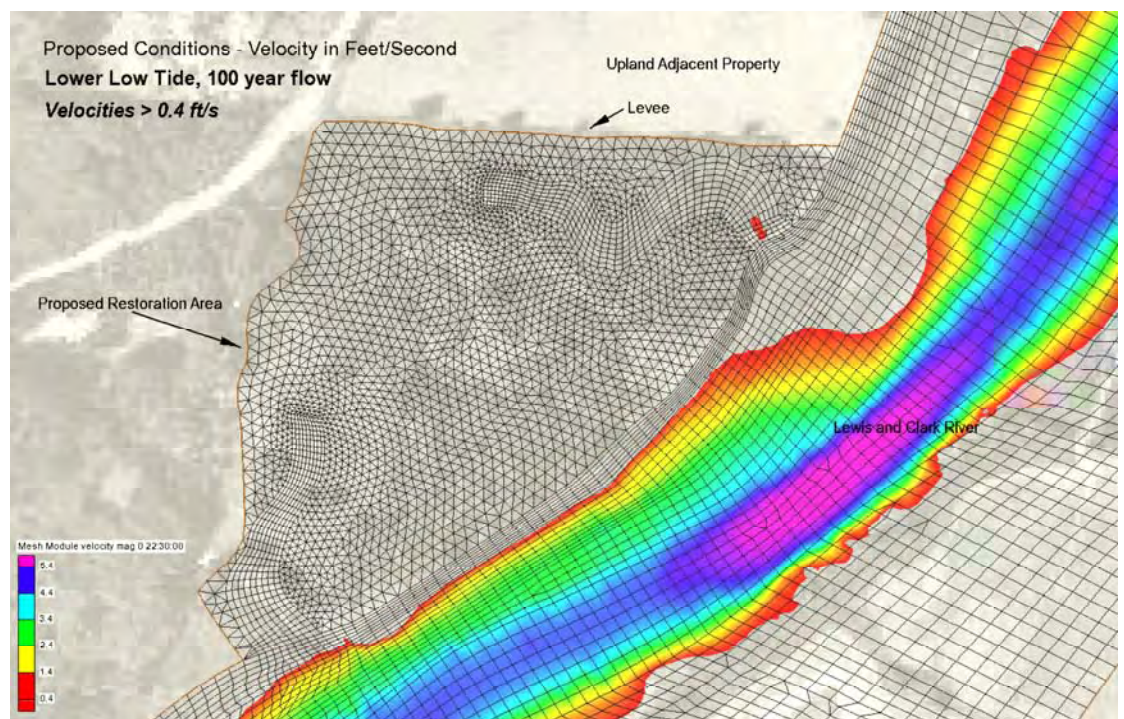 Proposed Conditions - Velocity in Feet/Second
Lower Low Tide, 100 year flow
Velocities > 0.4 ft/s
Upland Adjacent Property
Levee
Proposed Restoration Area
Lewis and Clark River
Mesh Module velocity mag 0 22:30:00
5.4
4.4
3.4
2.4
1.4
0.4